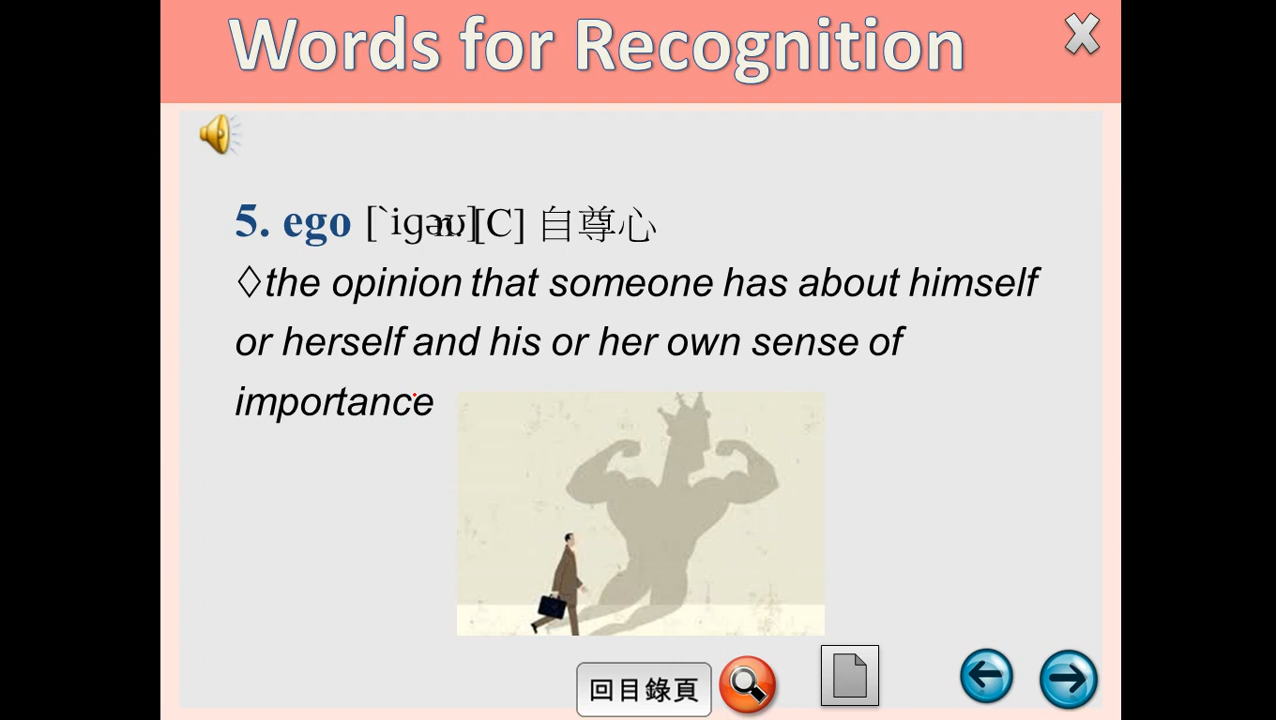 Words for Recognition
5. ego [ˋiɡəʊ] n. [C] 自尊心
◊the opinion that someone has about himself
or herself and his or her own sense of
importance
回目錄頁